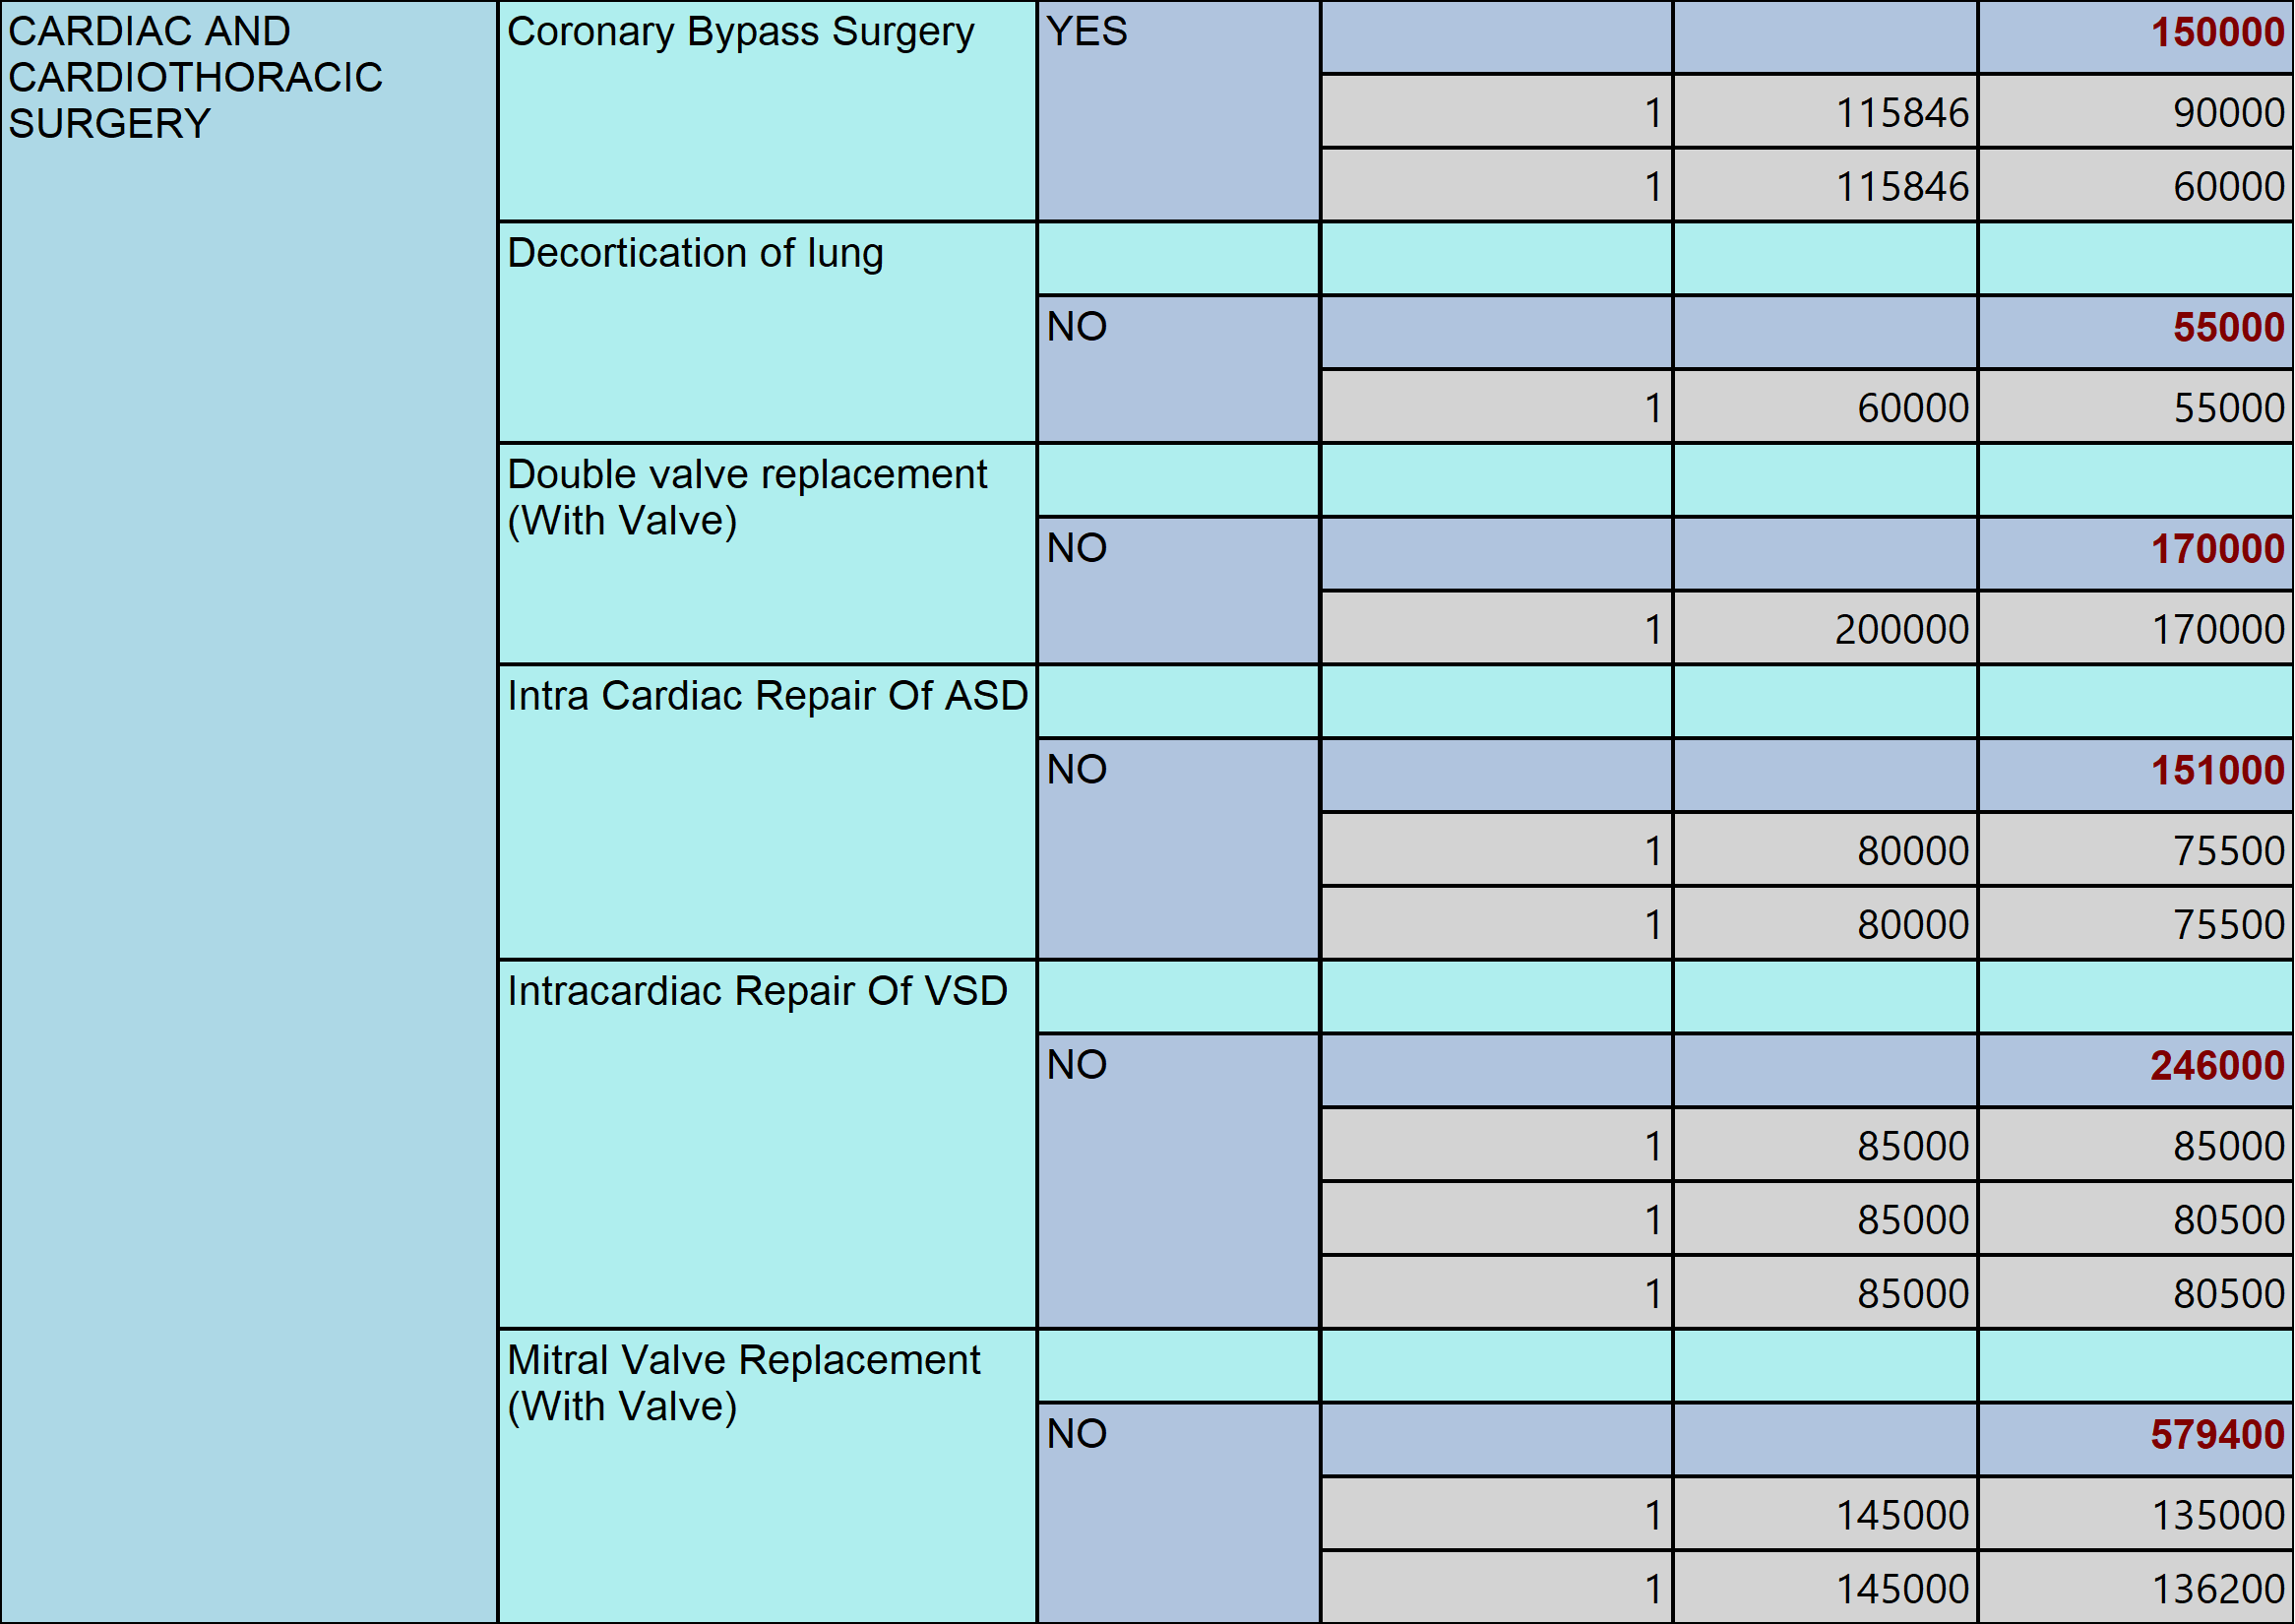 CARDIAC AND
CARDIOTHORACIC
SURGERY
Coronary Bypass Surgery YES 150000
1 115846 90000
1 115846 60000
Decortication of lung
NO 55000
1 60000 55000
Double valve replacement
(With Valve)
NO 170000
1 200000 170000
Intra Cardiac Repair Of ASD
NO 151000
1 80000 75500
1 80000 75500
Intracardiac Repair Of VSD
NO 246000
1 85000 85000
1 85000 80500
1 85000 80500
Mitral Valve Replacement
(With Valve)
NO 579400
1 145000 135000
1 145000 136200